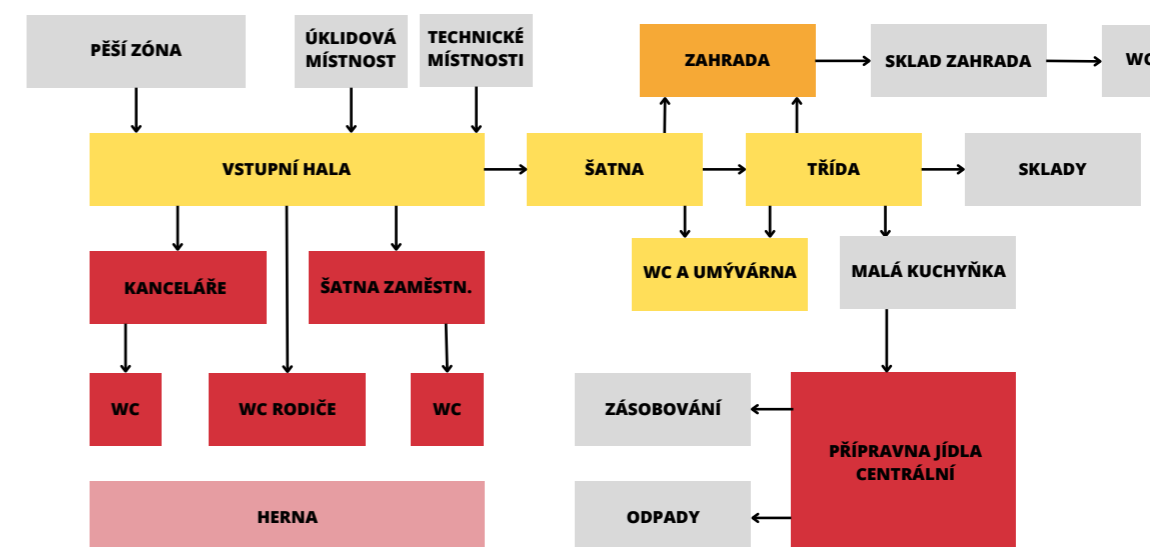 PĚŠÍ ZÓNA
ÚKLIDOVÁ
MÍSTNOST
TECHNICKÉ
MÍSTNOSTI
ZAHRADA
SKLAD ZAHRADA
WC
VSTUPNÍ HALA
ŠATNA
TŘÍDA
SKLADY
KANCELÁŘE
ŠATNA ZAMĚSTN.
WC A UMÝVÁRNA
MALÁ KUCHYŇKA
WC
WC RODIČE
WC
ZÁSOBOVÁNÍ
PŘÍPRAVNA JÍDLA
CENTRÁLNÍ
HERNA
ODPADY